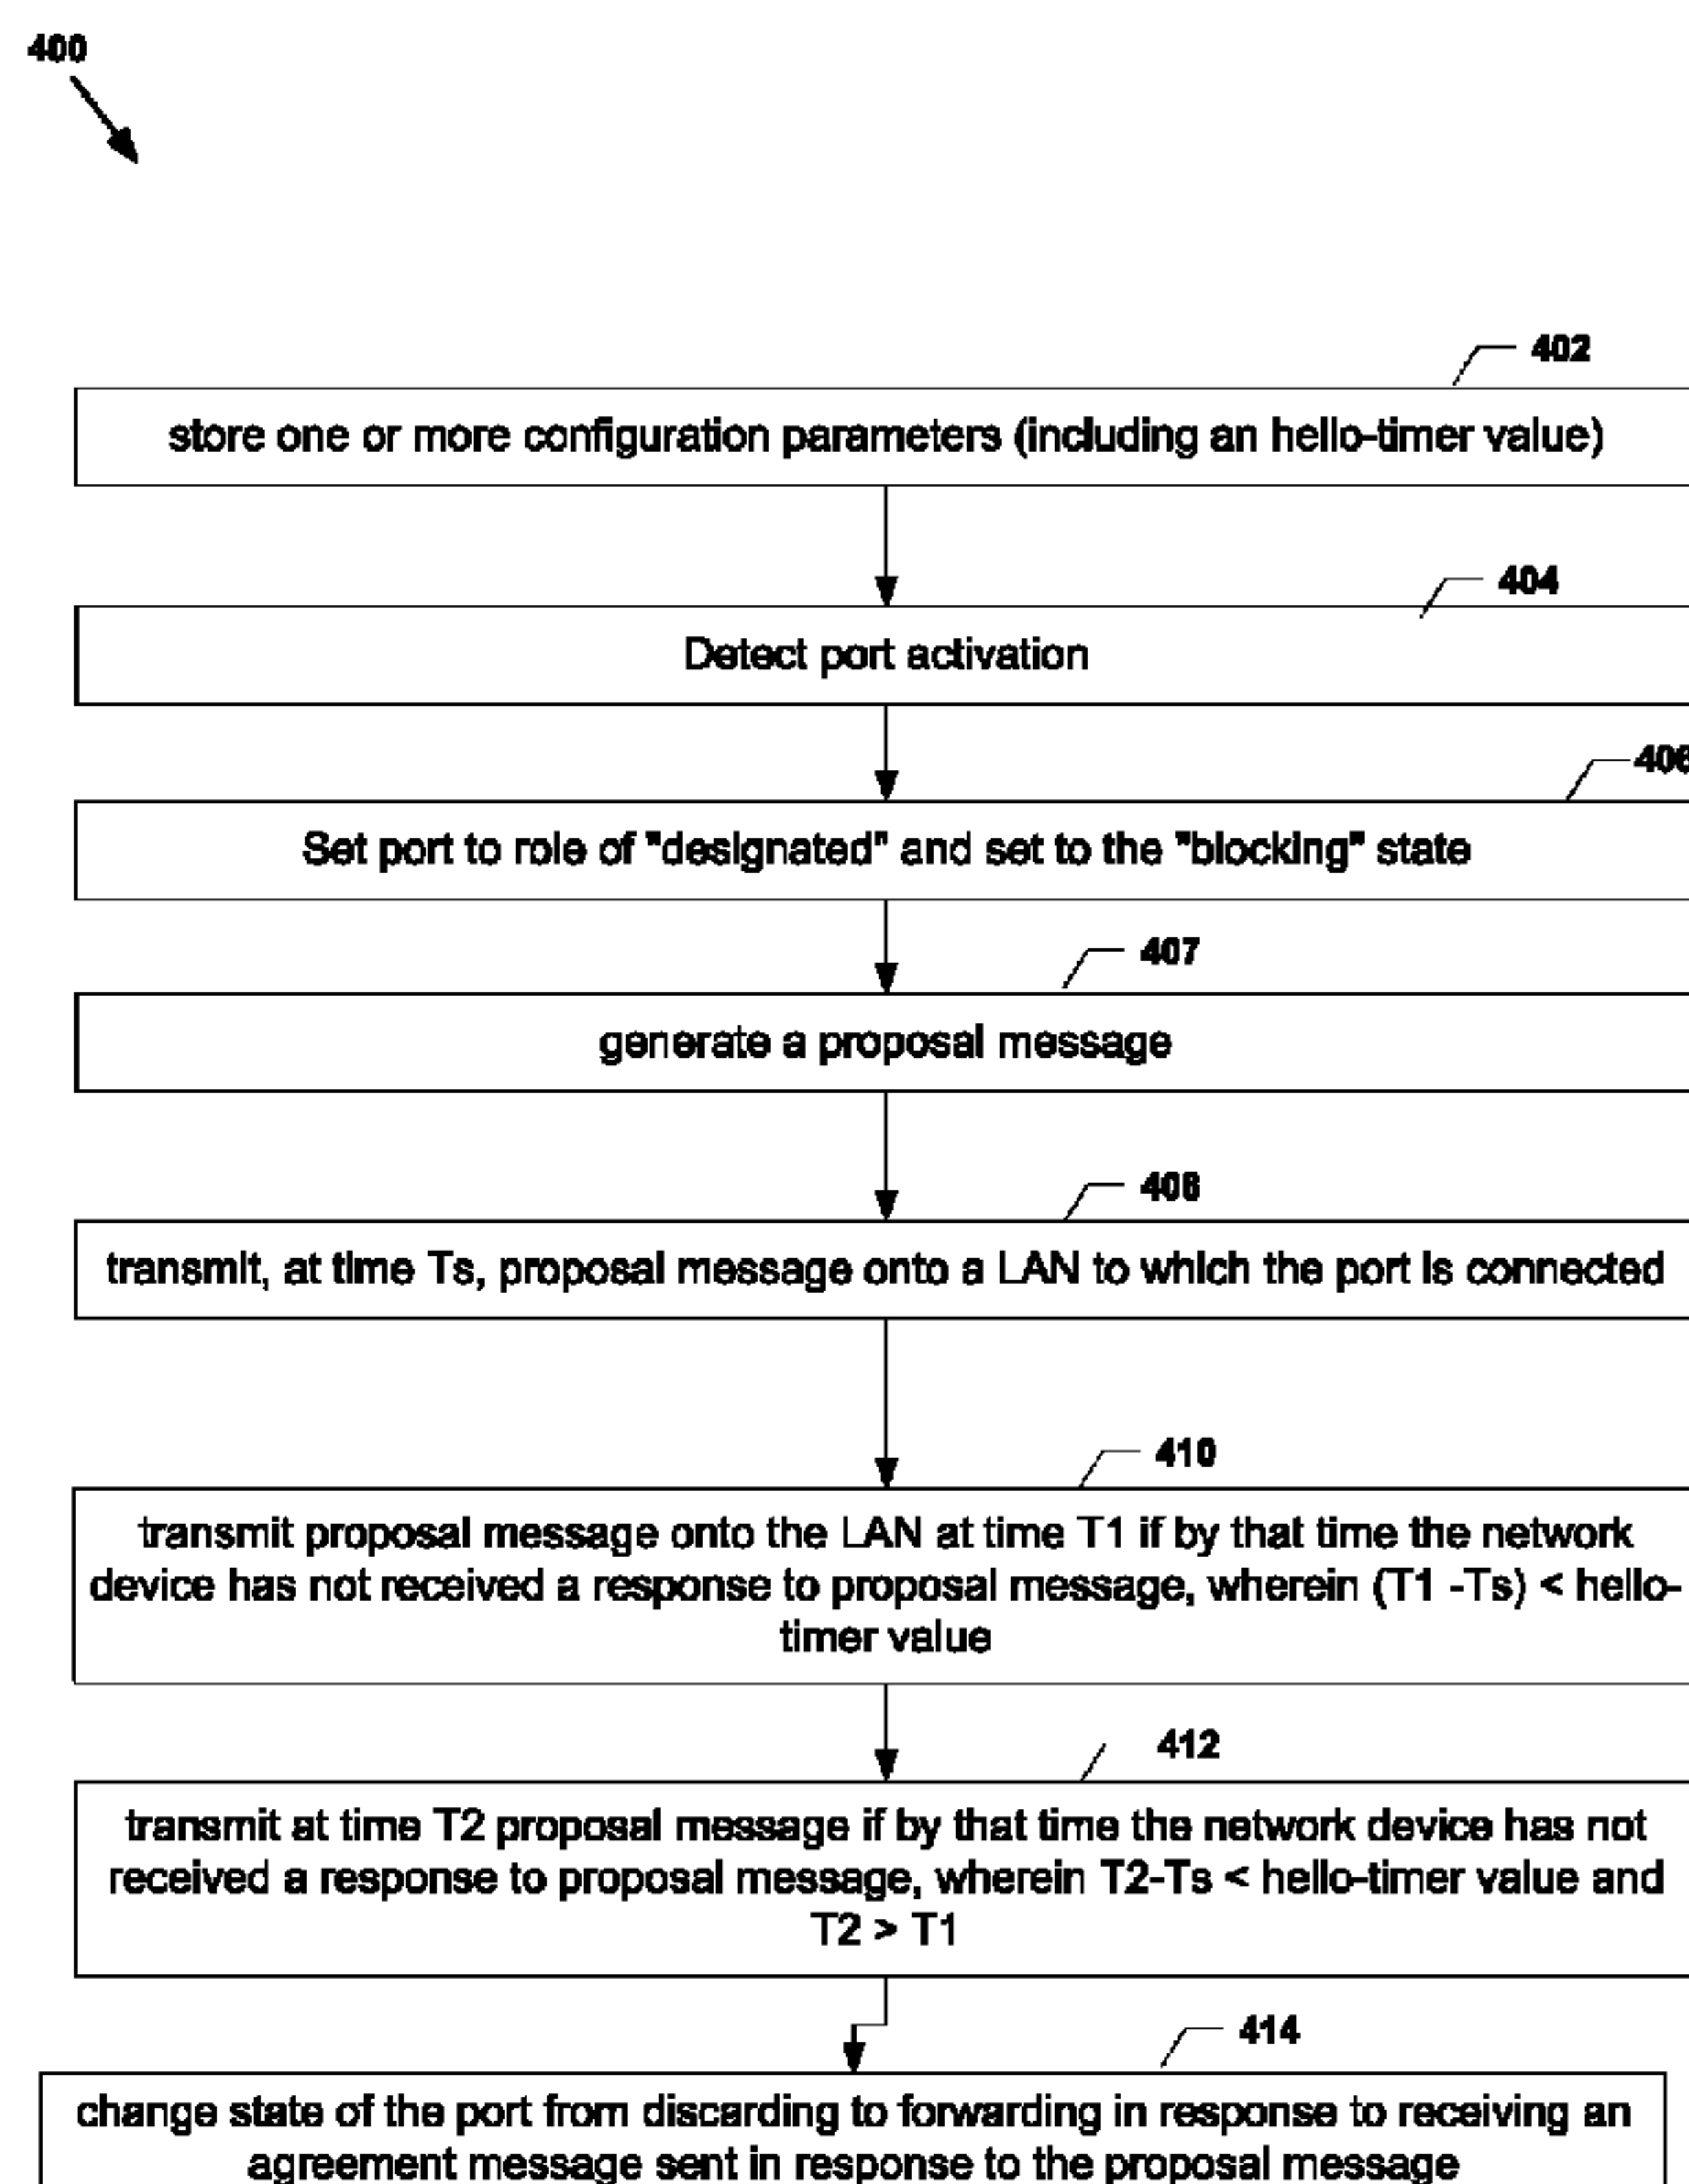 400
402
store one or more configuration parameters (including an hello-timer value)
404
Detect port activation
406
Set port to role of "designated" and set to the "blocking" state
407
generate a proposal message
408
transmit, at time Ts, proposal message onto a LAN to which the port is connected
410
transmit proposal message onto the LAN at time T1 if by that time the network
device has not received a response to proposal message, wherein (T1 -Ts) < hello-
timer value
412
transmit at time T2 proposal message if by that time the network device has not
received a response to proposal message, wherein T2-Ts < hello-timer value and
T2 > T1
414
change state of the port from discarding to forwarding in response to receiving an
agreement message sent in response to the proposal message